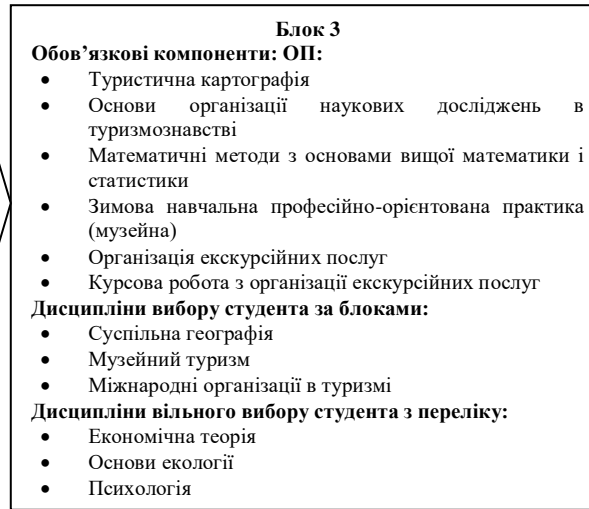 Блок 3
Обов’язкові компоненти: ОП:
• Туристична картографія
• Основи організації наукових досліджень в
туризмознавстві
• Математичні методи з основами вищої математики і
статистики
• Зимова навчальна професійно-орієнтована практика
(музейна)
• Організація екскурсійних послуг
• Курсова робота з організації екскурсійних послуг
Дисципліни вибору студента за блоками:
• Суспільна географія
• Музейний туризм
• Міжнародні організації в туризмі
Дисципліни вільного вибору студента з переліку:
• Економічна теорія
• Основи екології
• Психологія